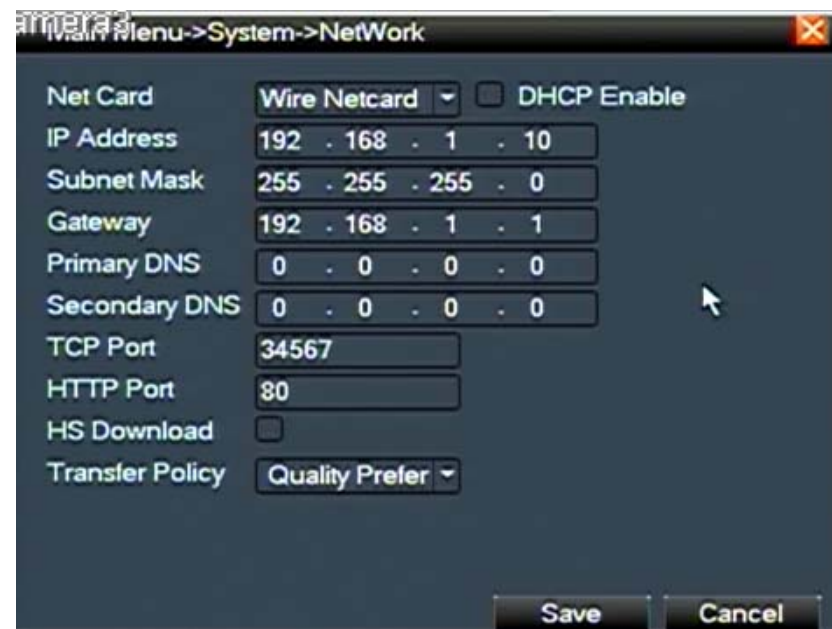 amera3
Main Menu->System->NetWork
Net Card Wire Netcard DHCP Enable
IP Address 192 . 168 . 1 . 10
Subnet Mask 255 . 255 . 255 . 0
Gateway 192 . 168 . 1 . 1
Primary DNS 0 . 0 . 0 . 0
Secondary DNS 0 . 0 . 0 . 0
TCP Port 34567
HTTP Port 80
HS Download
Transfer Policy Quality Prefer
Save Cancel